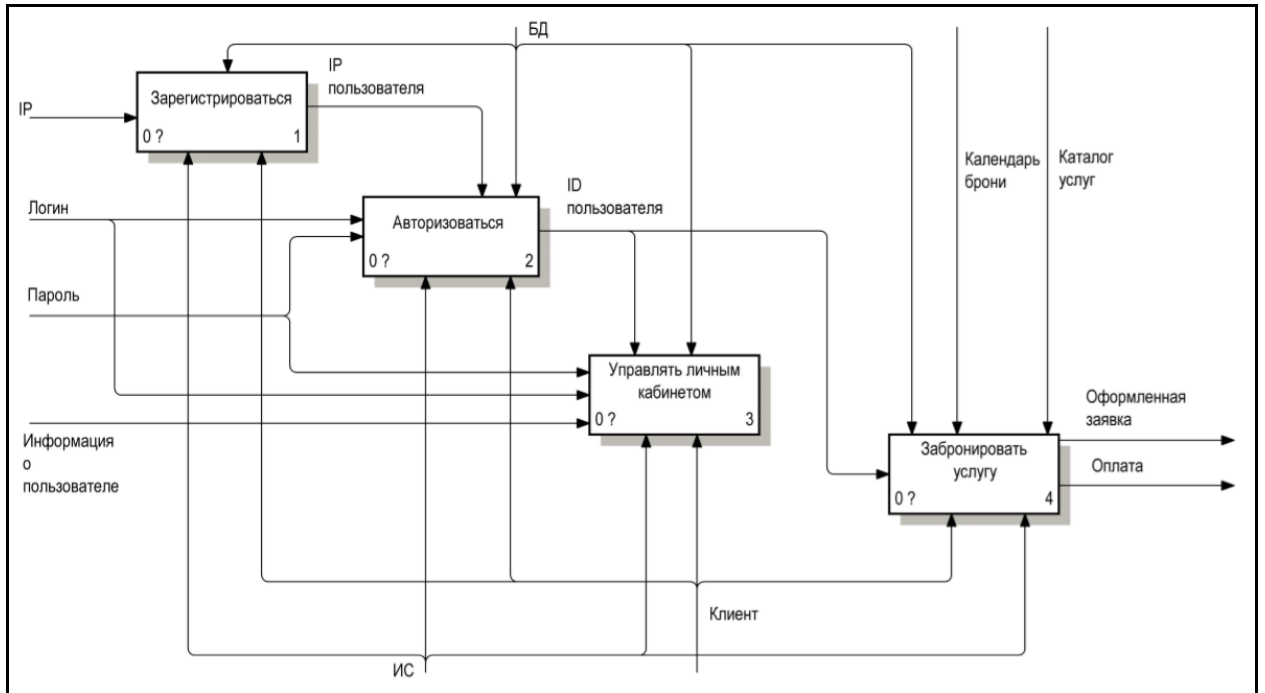 БД
IP
пользователя
Зарегистрироваться
IP
0 ?
1
Календарь
брони
Каталог
услуг
ID
пользователя
Логин
Авторизоваться
0 ?
2
Пароль
Управлять личным
кабинетом
0 ?
3
Оформленная
заявка
Информация
о
пользователе
Забронировать
услугу
Оплата
0 ?
4
Клиент
ИС